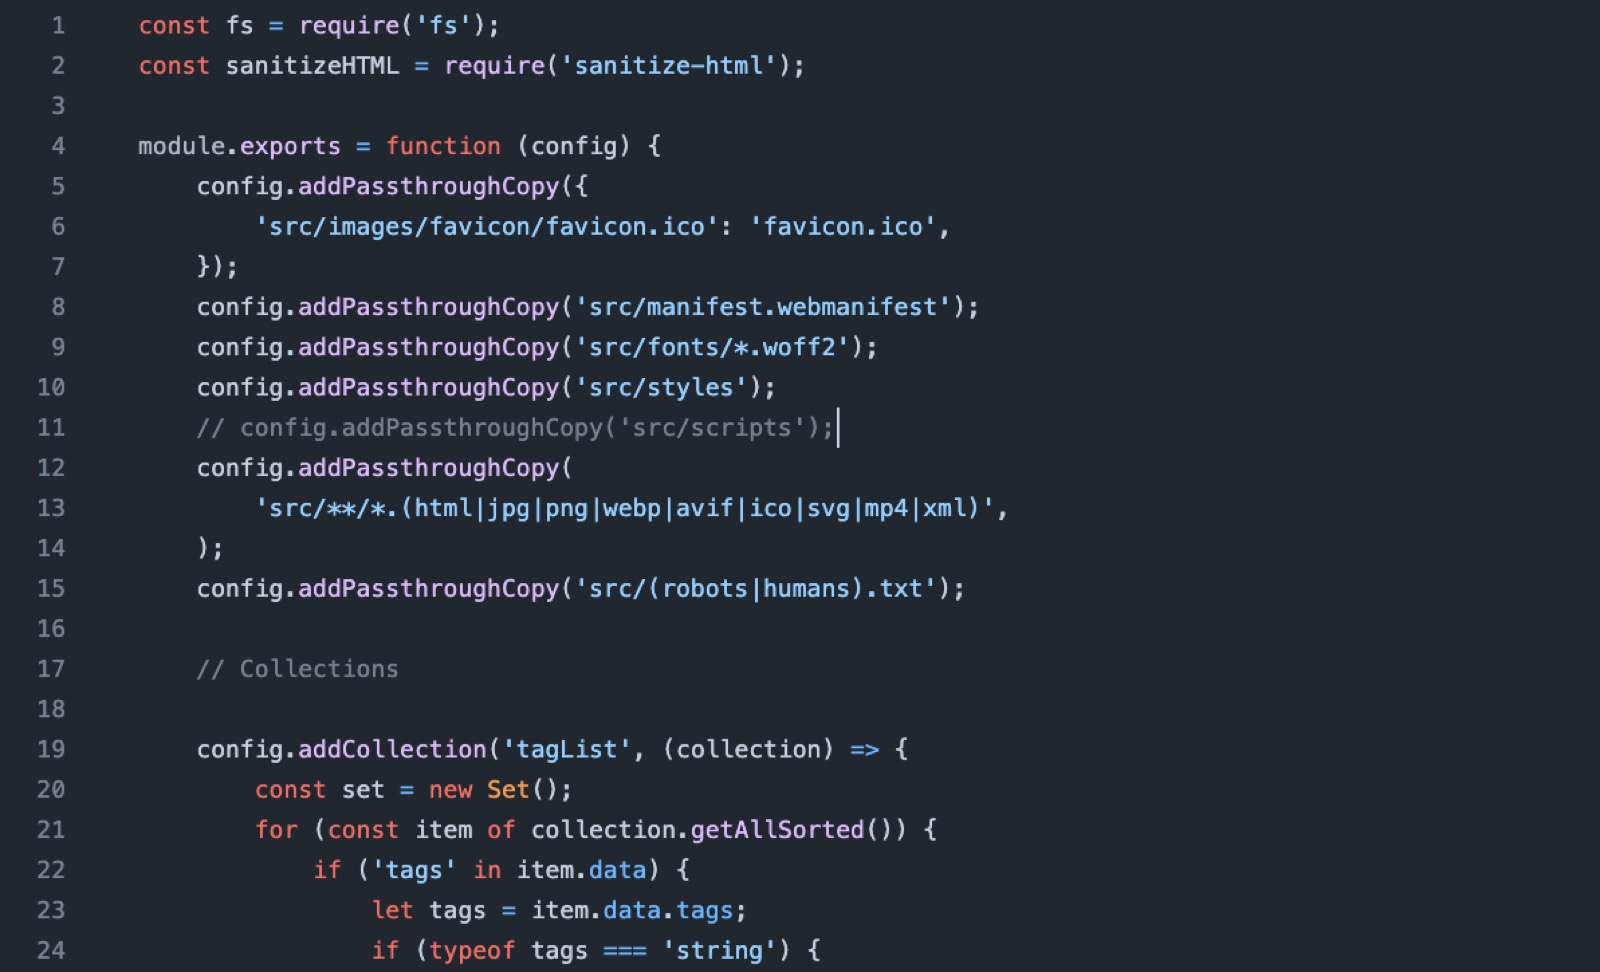 1 const fs = require('fs');
2 const sanitizeHTML = require('sanitize-html');
3
4 module.exports = function (config) {
5     config.addPassthroughCopy({
6         'src/images/favicon/favicon.ico': 'favicon.ico',
7     });
8     config.addPassthroughCopy('src/manifest.webmanifest');
9     config.addPassthroughCopy('src/fonts/*.woff2');
10     config.addPassthroughCopy('src/styles');
11     // config.addPassthroughCopy('src/scripts');
12     config.addPassthroughCopy(
13         'src/**/*.(html|jpg|png|webp|avif|ico|svg|mp4|xml)',
14     );
15     config.addPassthroughCopy('src/(robots|humans).txt');
16
17     // Collections
18
19     config.addCollection('tagList', (collection) => {
20         const set = new Set();
21         for (const item of collection.getAllSorted()) {
22             if ('tags' in item.data) {
23                 let tags = item.data.tags;
24                 if (typeof tags === 'string') {